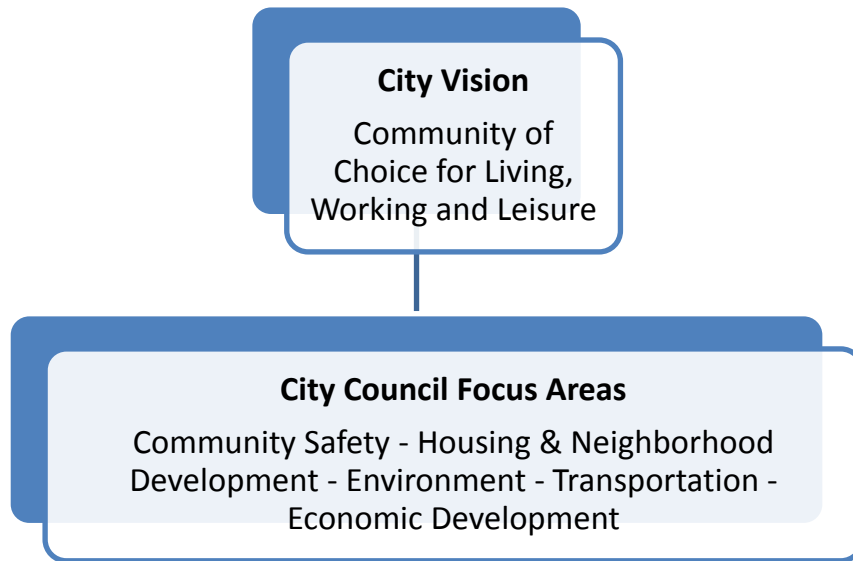 City Vision
Community of
Choice for Living,
Working and Leisure
City Council Focus Areas
Community Safety - Housing & Neighborhood
Development - Environment - Transportation -
Economic Development